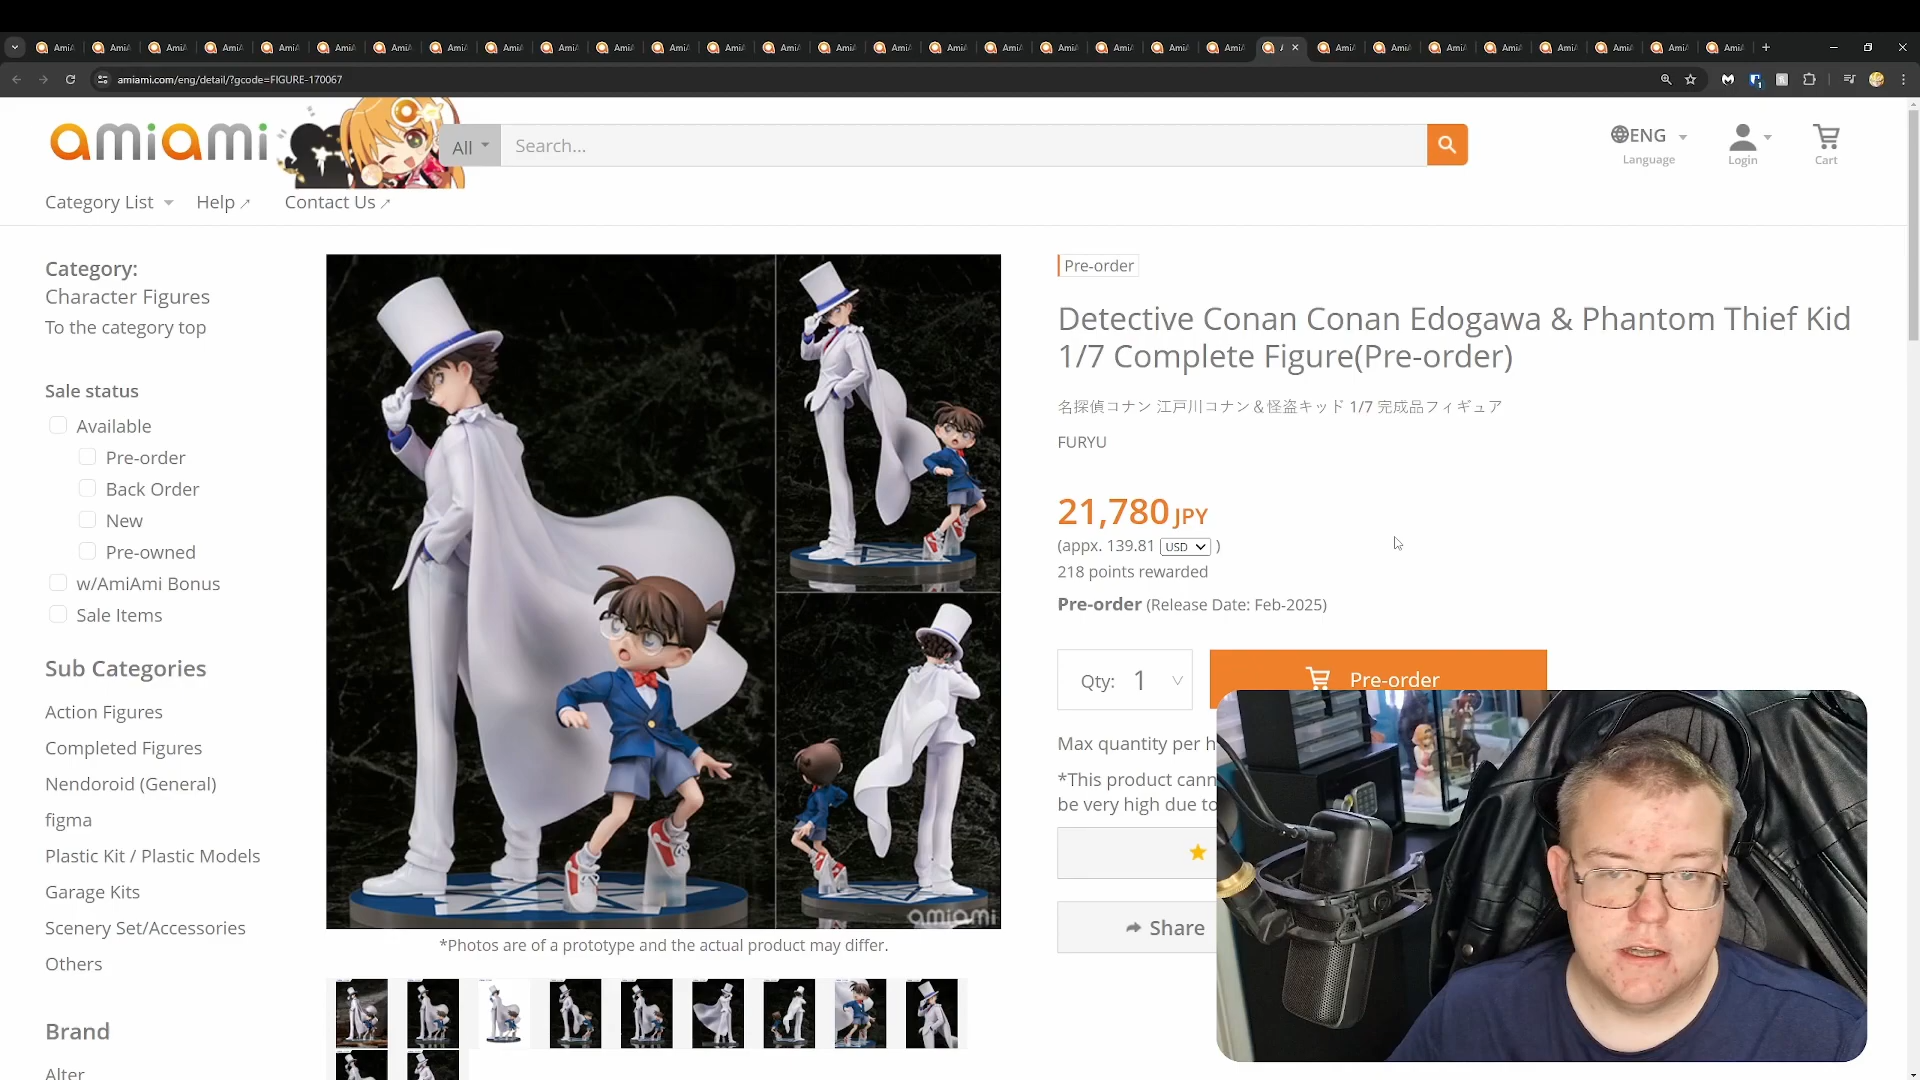 amiami.com/eng/detail/?gcode=FIGURE-170067
amiami
All
Search...
ENG
Language
Login
Cart
Category List
Help
Contact Us
Category:
Character Figures
To the category top
Sale status
Available
Pre-order
Back Order
New
Pre-owned
w/AmiAmi Bonus
Sale Items
Sub Categories
Action Figures
Completed Figures
Nendoroid (General)
figma
Plastic Kit / Plastic Models
Garage Kits
Scenery Set/Accessories
Others
Brand
Alter
amiami
*Photos are of a prototype and the actual product may differ.
Pre-order
Detective Conan Conan Edogawa & Phantom Thief Kid
1/7 Complete Figure(Pre-order)
名探偵コナン 江戸川コナン＆怪盗キッド 1/7 完成品フィギュア
FURYU
21,780 JPY
(appx. 139.81 USD )
218 points rewarded
Pre-order (Release Date: Feb-2025)
Qty: 1
Pre-order
Max quantity per h
*This product cann
be very high due to
Share